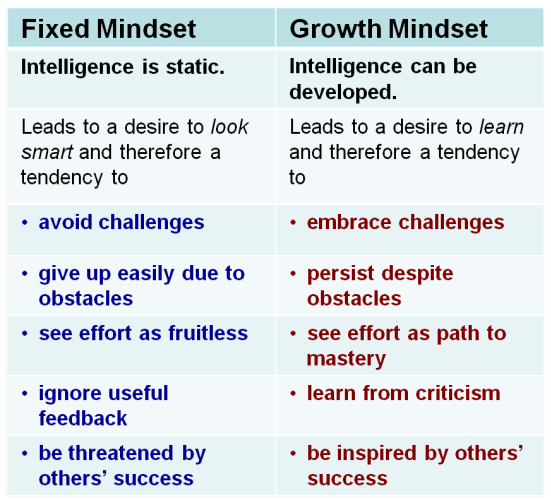 Fixed Mindset
Growth Mindset
Intelligence is static.
Intelligence can be
developed.
Leads to a desire to look
smart and therefore a
tendency to
Leads to a desire to learn
and therefore a tendency
to
• avoid challenges
• embrace challenges
• give up easily due to
obstacles
• persist despite
obstacles
• see effort as fruitless
• see effort as path to
mastery
• ignore useful
feedback
• learn from criticism
• be threatened by
others’ success
• be inspired by others’
success